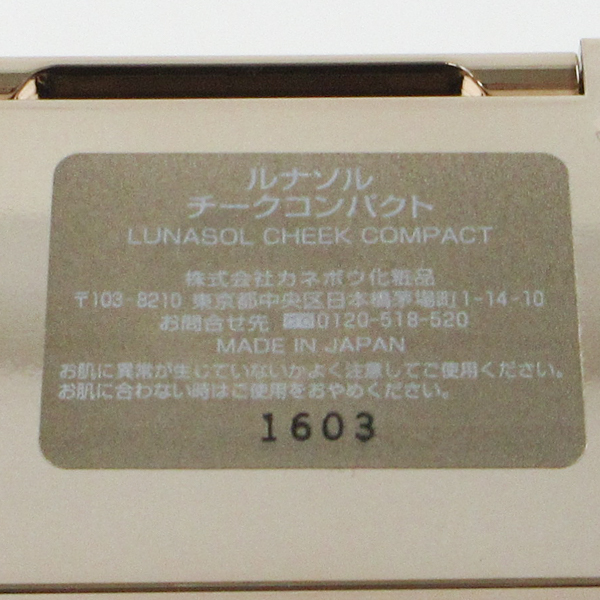 ルナソル
チークコンパクト
LUNASOL CHEEK COMPACT
株式会社カネボウ化粧品
〒103-8210 東京都中央区日本橋茅場町1-14-10
お問合せ先 0120-518-520
MADE IN JAPAN
お肌に異常が生じていないかよく注意してご使用ください。
お肌に合わない時はご使用をおやめください。
1603